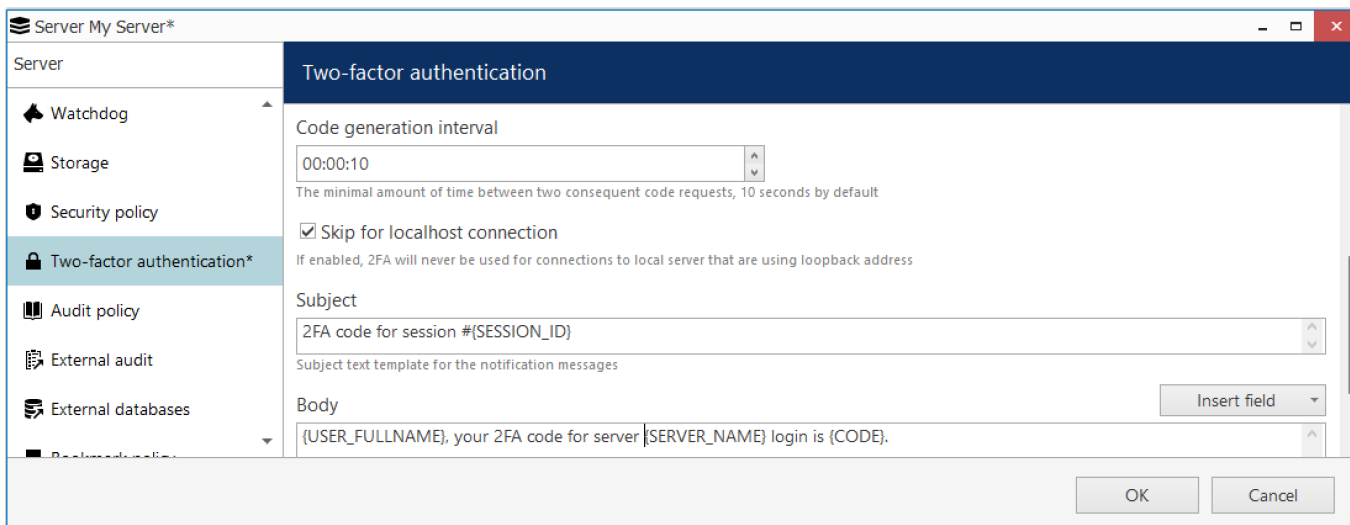 Server My Server*
Server
Watchdog
Storage
Security policy
Two-factor authentication*
Audit policy
External audit
External databases
Bookmark policy
Two-factor authentication
Code generation interval
00:00:10
The minimal amount of time between two consequent code requests, 10 seconds by default
Skip for localhost connection
If enabled, 2FA will never be used for connections to local server that are using loopback address
Subject
2FA code for session #{SESSION_ID}
Subject text template for the notification messages
Body
Insert field
{USER_FULLNAME}, your 2FA code for server {SERVER_NAME} login is {CODE}.
OK
Cancel